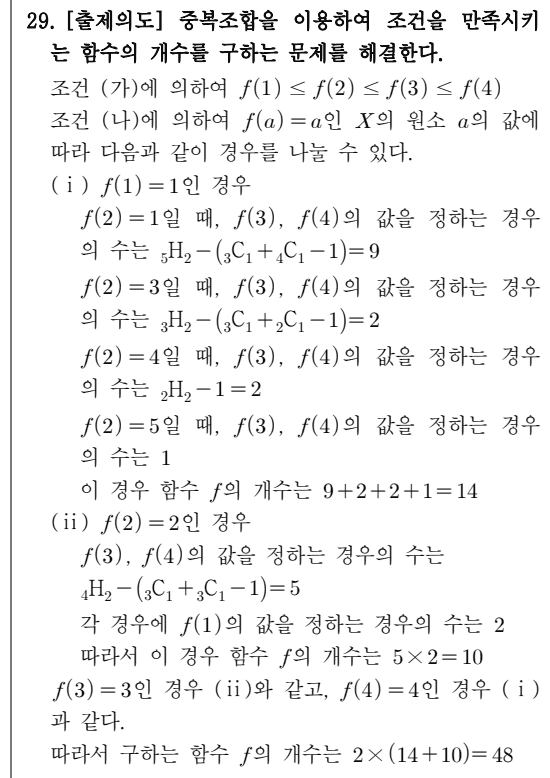 29. [출제의도] 중복조합을 이용하여 조건을 만족시키
는 함수의 개수를 구하는 문제를 해결한다.
조건 (가)에 의하여 f(1) ≤ f(2) ≤ f(3) ≤ f(4)
조건 (나)에 의하여 f(a)=a인 X의 원소 a의 값에
따라 다음과 같이 경우를 나눌 수 있다.
(ⅰ) f(1)=1인 경우
f(2)=1일 때, f(3), f(4)의 값을 정하는 경우
의 수는 ₅H₂-(₃C₁+₄C₁-1)=9
f(2)=3일 때, f(3), f(4)의 값을 정하는 경우
의 수는 ₃H₂-(₃C₁+₂C₁-1)=2
f(2)=4일 때, f(3), f(4)의 값을 정하는 경우
의 수는 ₂H₂-1=2
f(2)=5일 때, f(3), f(4)의 값을 정하는 경우
의 수는 1
이 경우 함수 f의 개수는 9+2+2+1=14
(ⅱ) f(2)=2인 경우
f(3), f(4)의 값을 정하는 경우의 수는
₄H₂-(₃C₁+₃C₁-1)=5
각 경우에 f(1)의 값을 정하는 경우의 수는 2
따라서 이 경우 함수 f의 개수는 5×2=10
f(3)=3인 경우 (ⅱ)와 같고, f(4)=4인 경우 (ⅰ)
과 같다.
따라서 구하는 함수 f의 개수는 2×(14+10)=48